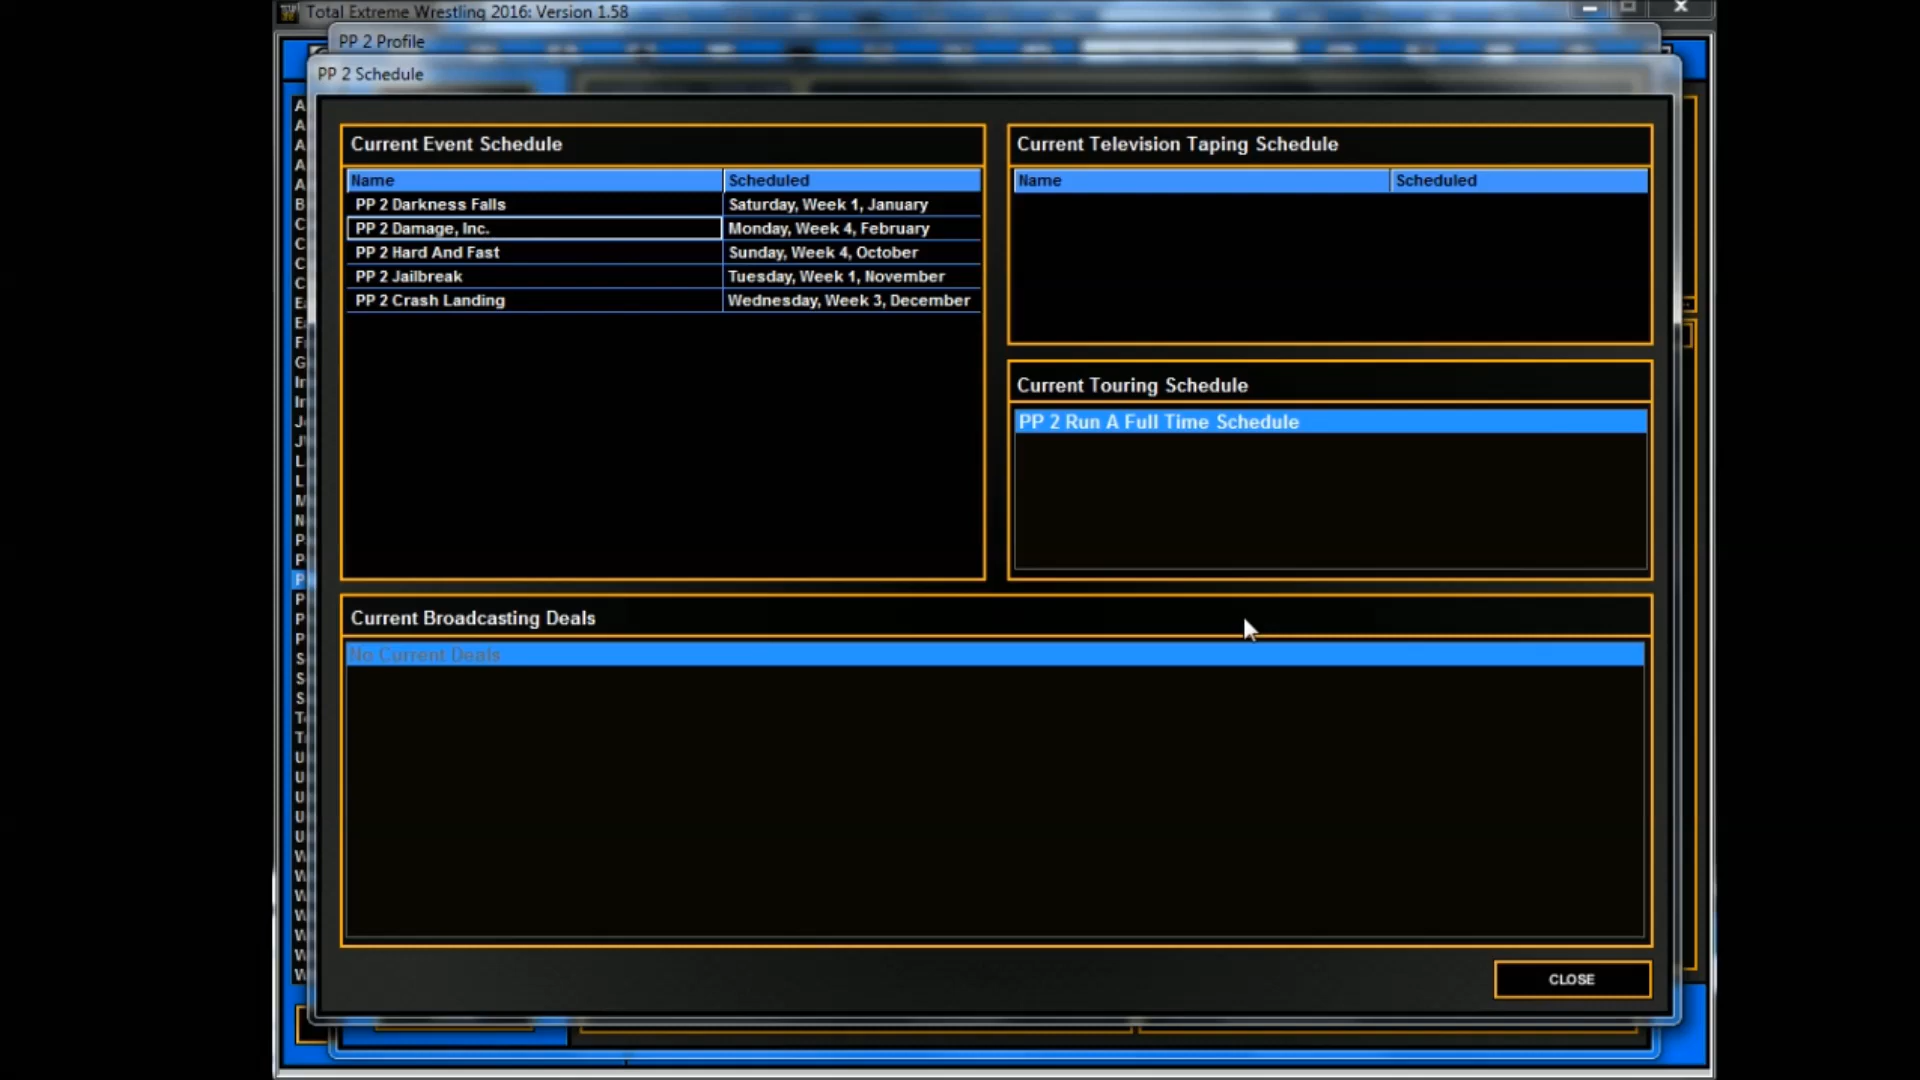 Total Extreme Wrestling 2016: Version 1.58
PP 2 Profile
PP 2 Schedule
Current Event Schedule
Name Scheduled
PP 2 Darkness Falls Saturday, Week 1, January
PP 2 Damage, Inc. Monday, Week 4, February
PP 2 Hard And Fast Sunday, Week 4, October
PP 2 Jailbreak Tuesday, Week 1, November
PP 2 Crash Landing Wednesday, Week 3, December
Current Television Taping Schedule
Name Scheduled
Current Touring Schedule
PP 2 Run A Full Time Schedule
Current Broadcasting Deals
No Current Deals
CLOSE